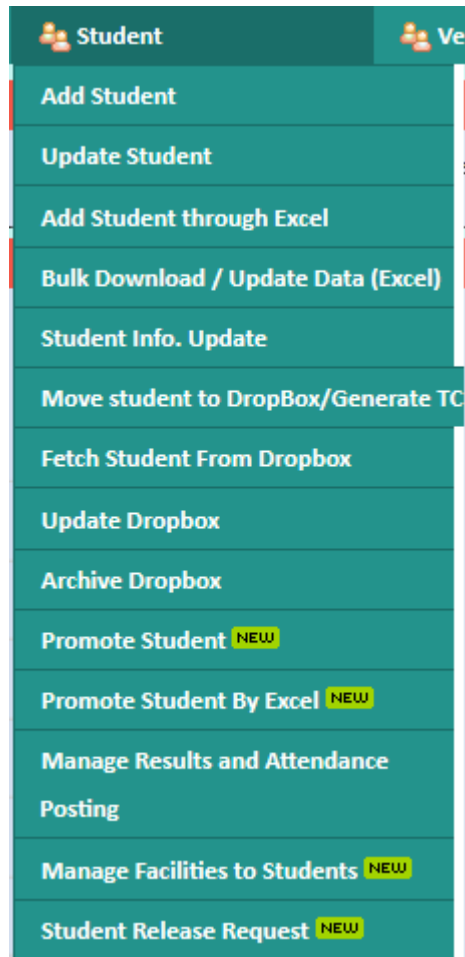 Student Ve
Add Student
Update Student
Add Student through Excel
Bulk Download / Update Data (Excel)
Student Info. Update
Move student to DropBox/Generate TC
Fetch Student From Dropbox
Update Dropbox
Archive Dropbox
Promote Student NEW
Promote Student By Excel NEW
Manage Results and Attendance
Posting
Manage Facilities to Students NEW
Student Release Request NEW